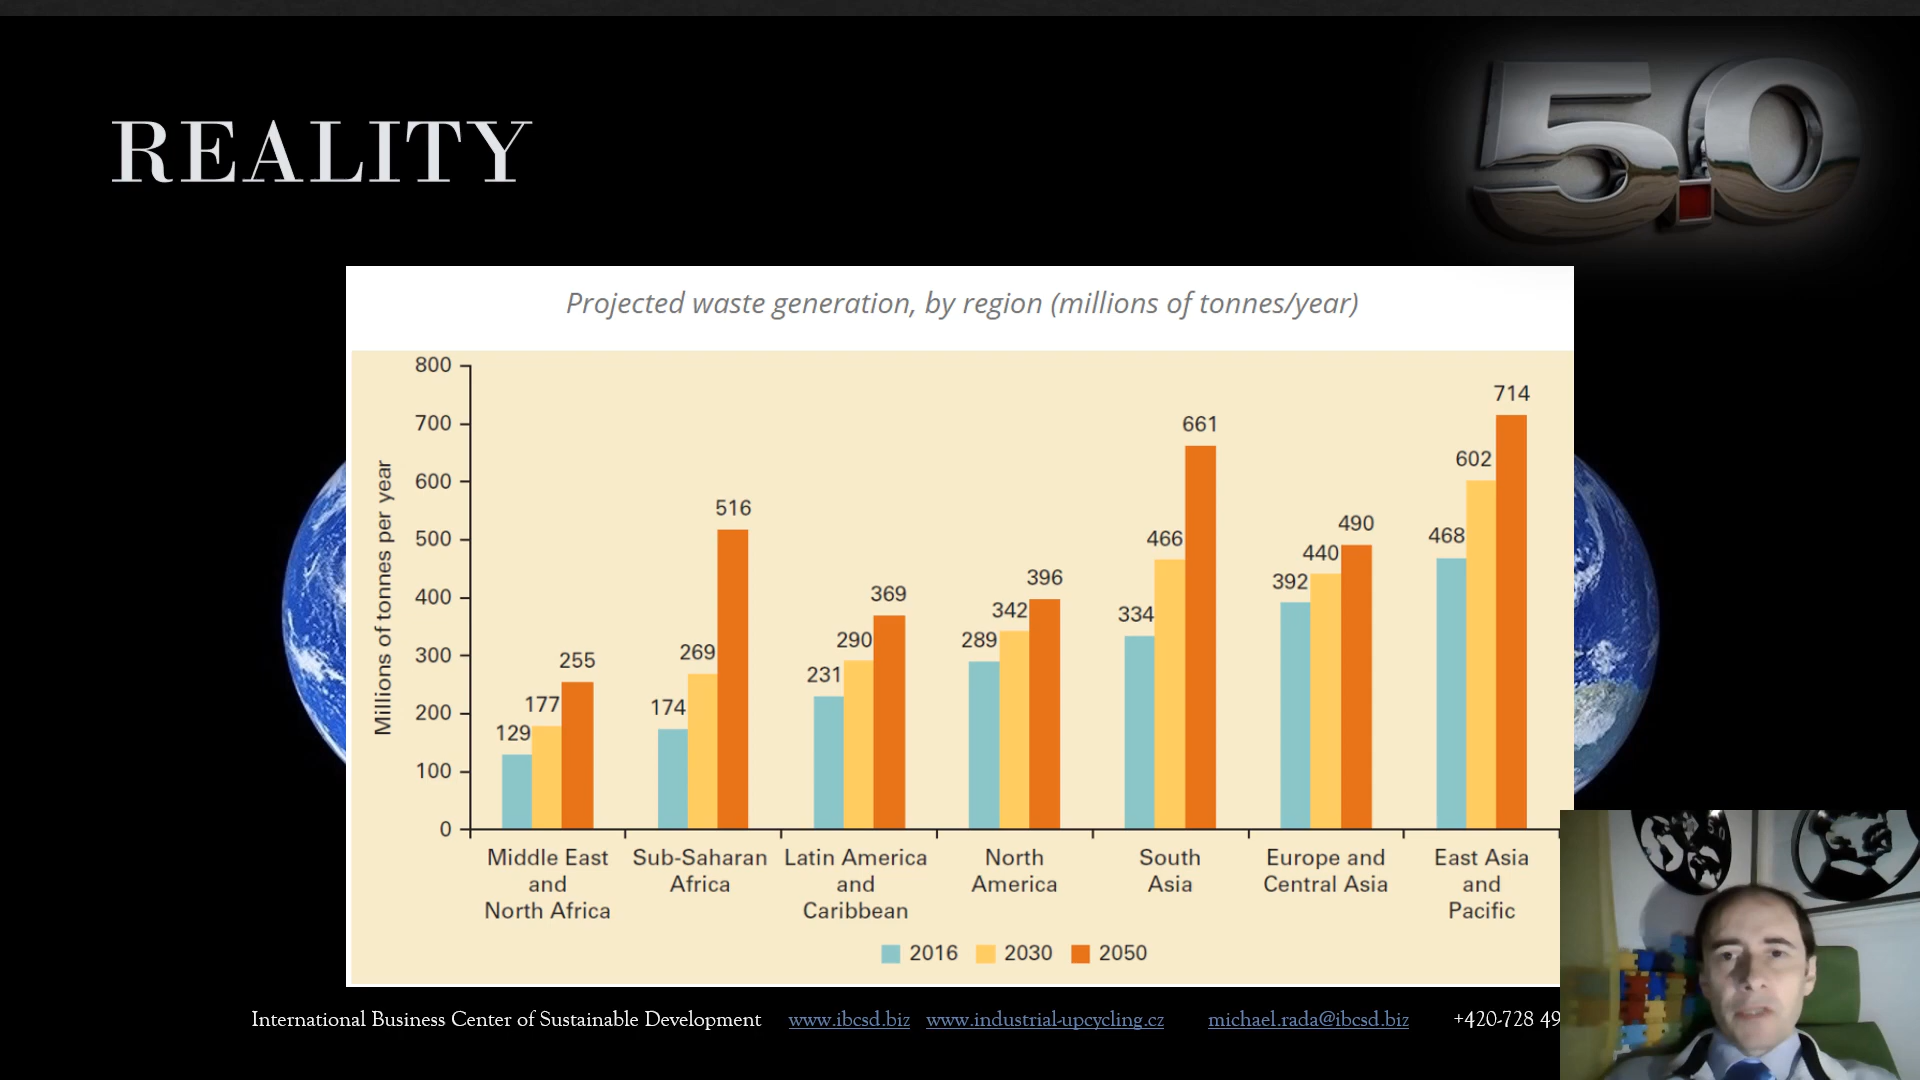 5.0
REALITY
Projected waste generation, by region (millions of tonnes/year)
Millions of tonnes per year
800
700
600
500
400
300
200
100
0
129 177 255
174 269 516
231 290 369
289 342 396
334 466 661
392 440 490
468 602 714
Middle East and North Africa
Sub-Saharan Africa
Latin America and Caribbean
North America
South Asia
Europe and Central Asia
East Asia and Pacific
2016 2030 2050
International Business Center of Sustainable Development www.ibcsd.biz www.industrial-upcycling.cz michael.rada@ibcsd.biz +420-728 49